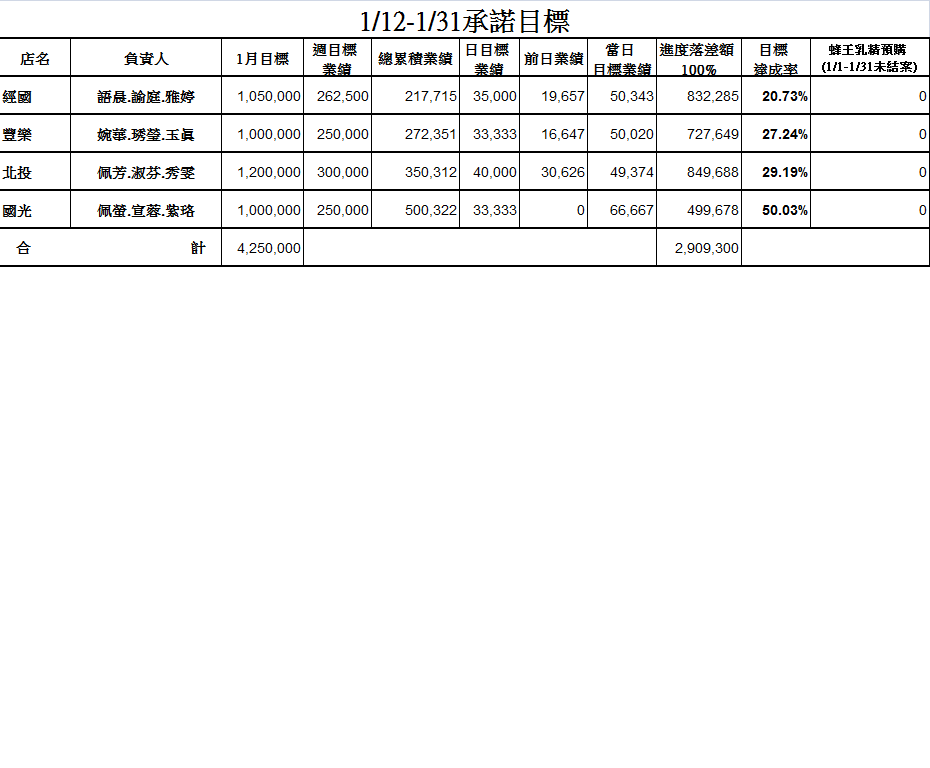 1/12-1/31承諾目標
店名 負責人 1月目標 週目標業績 總累積業績 日目標業績 前日業績 當日目標業績 進度落差額100% 目標達成率 蜂王乳精預購(1/1-1/31未結案)
經國 語晨.諭庭.雅婷 1,050,000 262,500 217,715 35,000 19,657 50,343 832,285 20.73% 0
豐樂 婉華.琇瑩.玉真 1,000,000 250,000 272,351 33,333 16,647 50,020 727,649 27.24% 0
北投 佩芳.淑芬.秀雯 1,200,000 300,000 350,312 40,000 30,626 49,374 849,688 29.19% 0
國光 佩螢.宣蓉.紫珞 1,000,000 250,000 500,322 33,333 0 66,667 499,678 50.03% 0
合 計 4,250,000 2,909,300